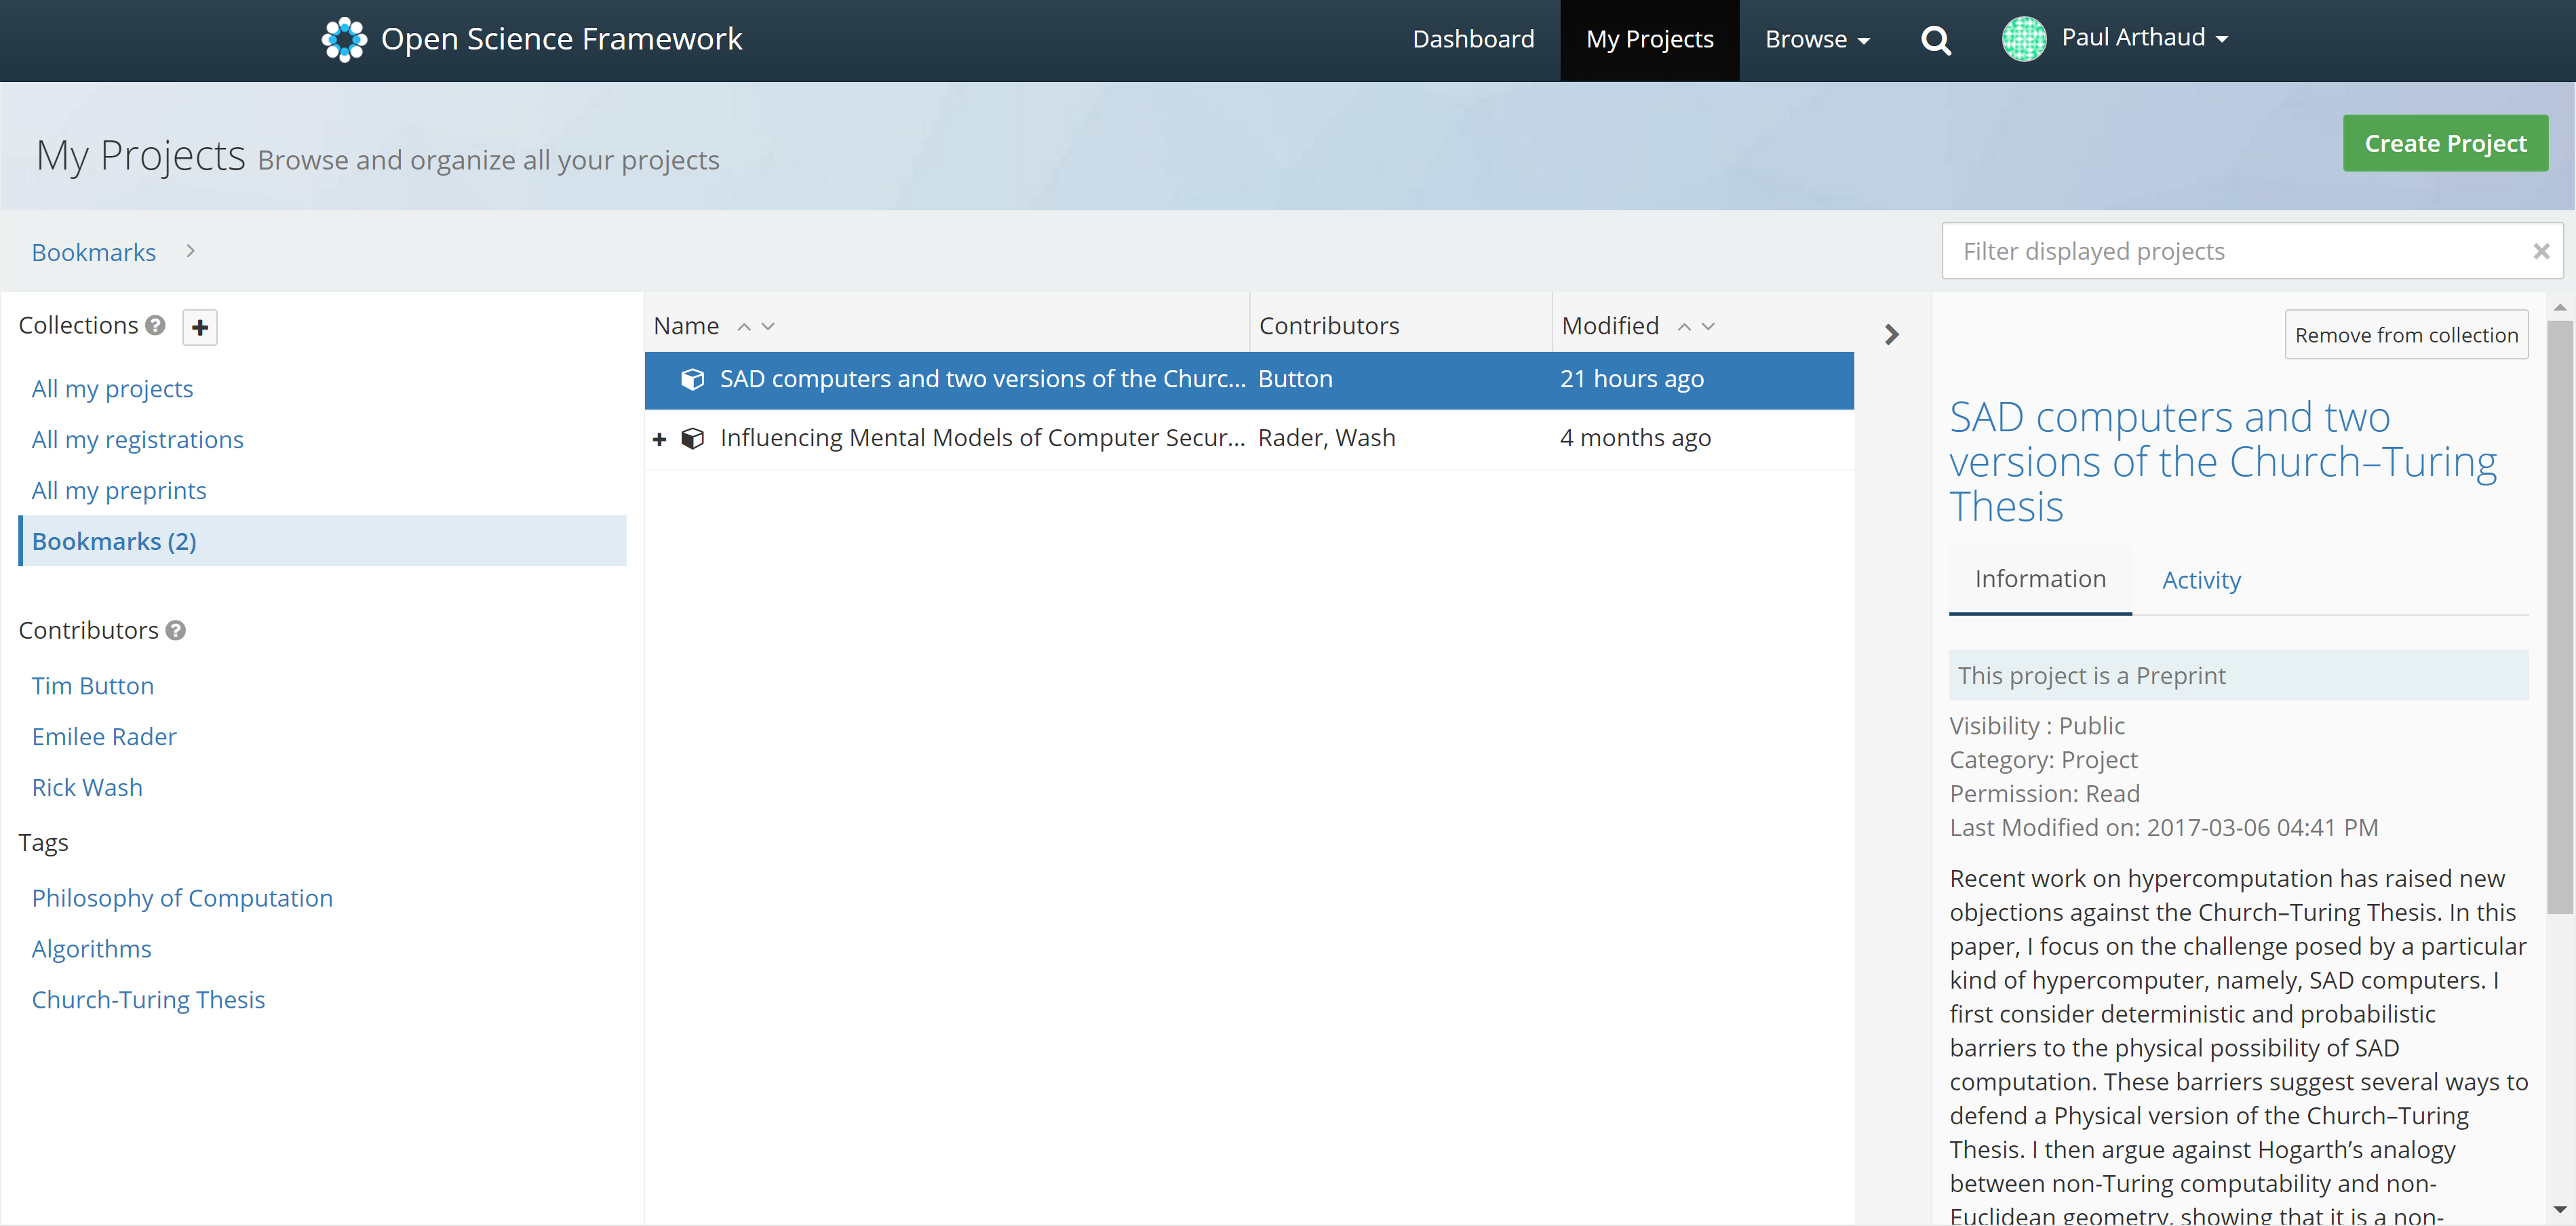 Open Science Framework
Dashboard
My Projects
Browse
Paul Arthaud
My Projects Browse and organize all your projects
Create Project
Bookmarks
Filter displayed projects
Collections
All my projects
All my registrations
All my preprints
Bookmarks (2)
Contributors
Tim Button
Emilee Rader
Rick Wash
Tags
Philosophy of Computation
Algorithms
Church-Turing Thesis
Name Contributors Modified
SAD computers and two versions of the Churc... Button 21 hours ago
Influencing Mental Models of Computer Secur... Rader, Wash 4 months ago
Remove from collection
SAD computers and two
versions of the Church–Turing
Thesis
Information Activity
This project is a Preprint
Visibility : Public
Category: Project
Permission: Read
Last Modified on: 2017-03-06 04:41 PM
Recent work on hypercomputation has raised new
objections against the Church–Turing Thesis. In this
paper, I focus on the challenge posed by a particular
kind of hypercomputer, namely, SAD computers. I
first consider deterministic and probabilistic
barriers to the physical possibility of SAD
computation. These barriers suggest several ways to
defend a Physical version of the Church–Turing
Thesis. I then argue against Hogarth’s analogy
between non-Turing computability and non-
Euclidean geometry, showing that it is a non-